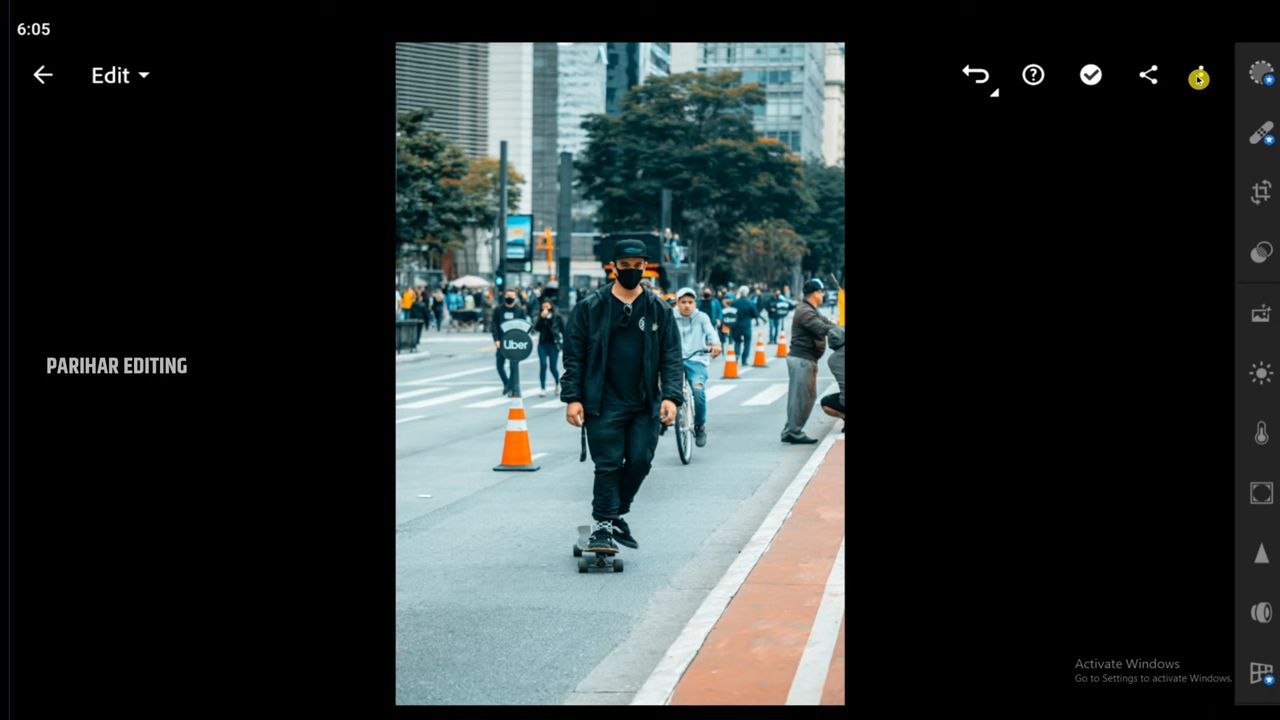 6:05
Edit
Uber
PARIHAR EDITING
Activate Windows
Go to Settings to activate Windows.